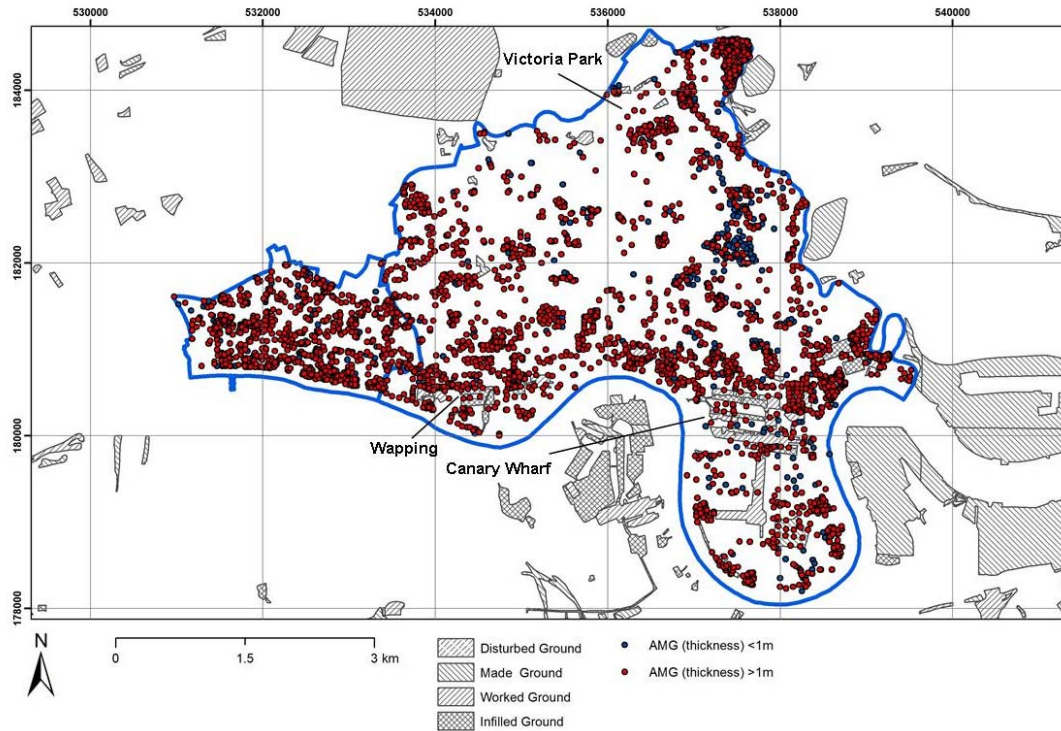 530000 532000 534000 536000 538000 540000
184000
182000
180000
178000
Victoria Park
Wapping
Canary Wharf
N
0 1.5 3 km
Disturbed Ground
Made Ground
Worked Ground
Infilled Ground
AMG (thickness) <1m
AMG (thickness) >1m